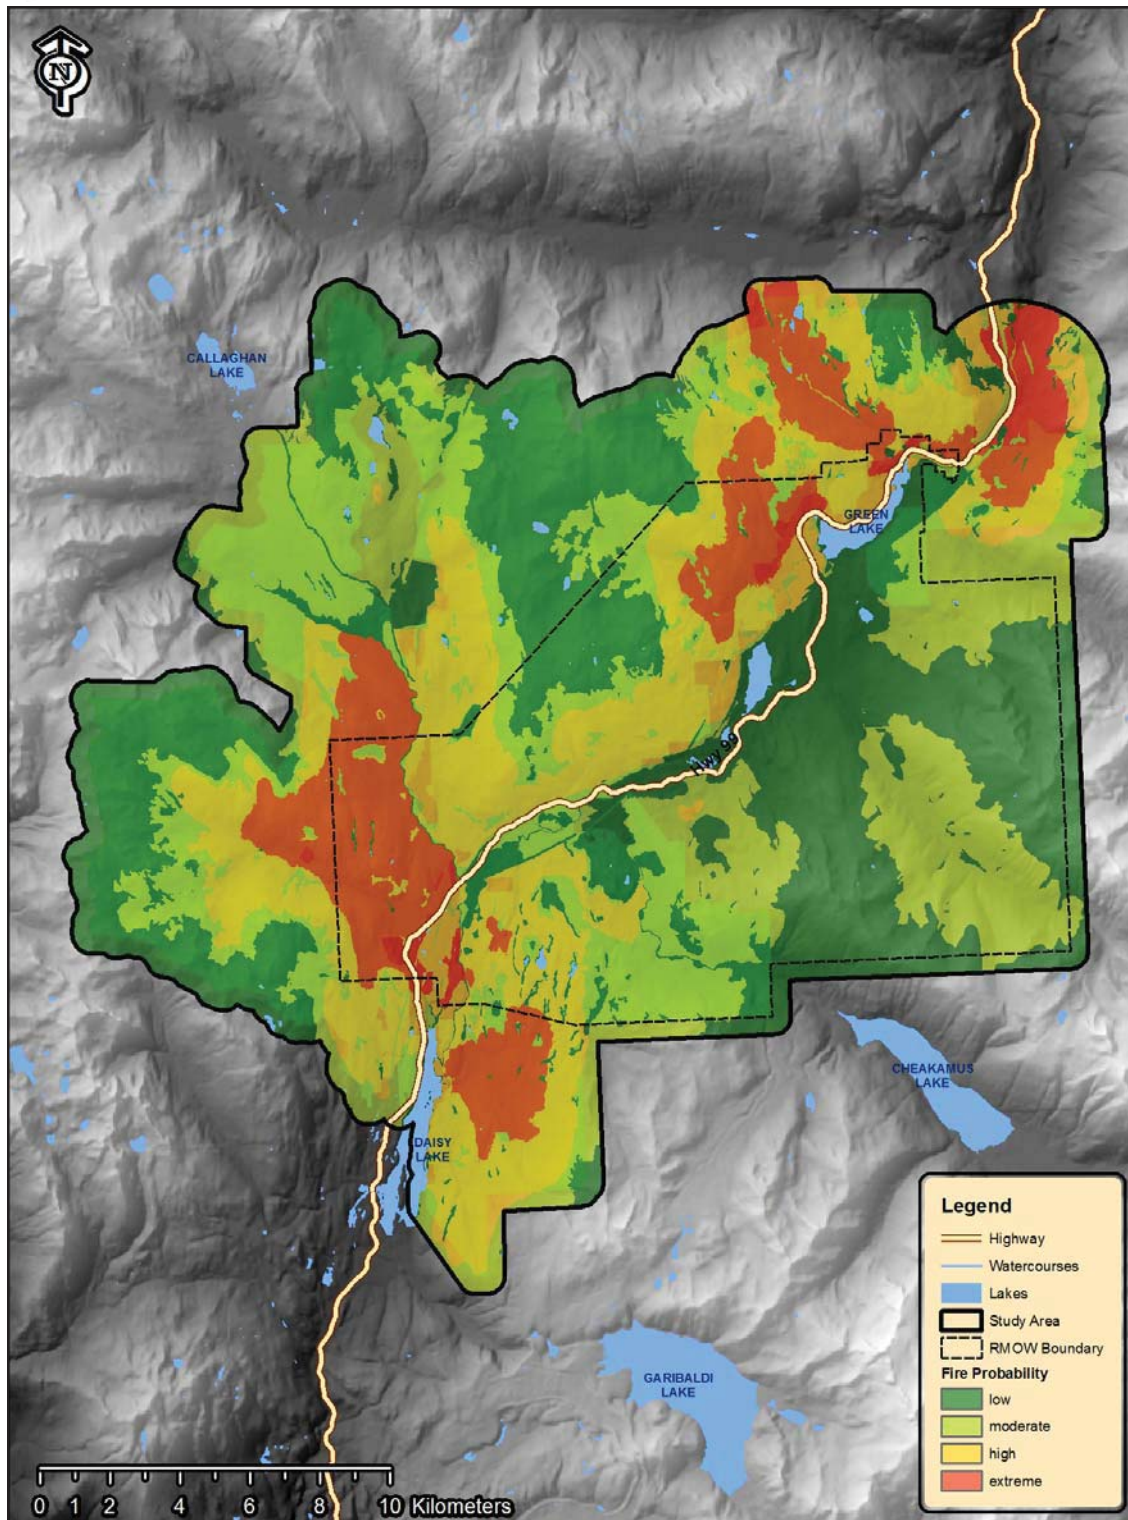 N
CALLAGHAN
LAKE
GREEN
LAKE
Hwy 99
CHEAKAMUS
LAKE
DAISY
LAKE
GARIBALDI
LAKE
Legend
Highway
Watercourses
Lakes
Study Area
RMOW Boundary
Fire Probability
low
moderate
high
extreme
0 1 2 4 6 8 10 Kilometers